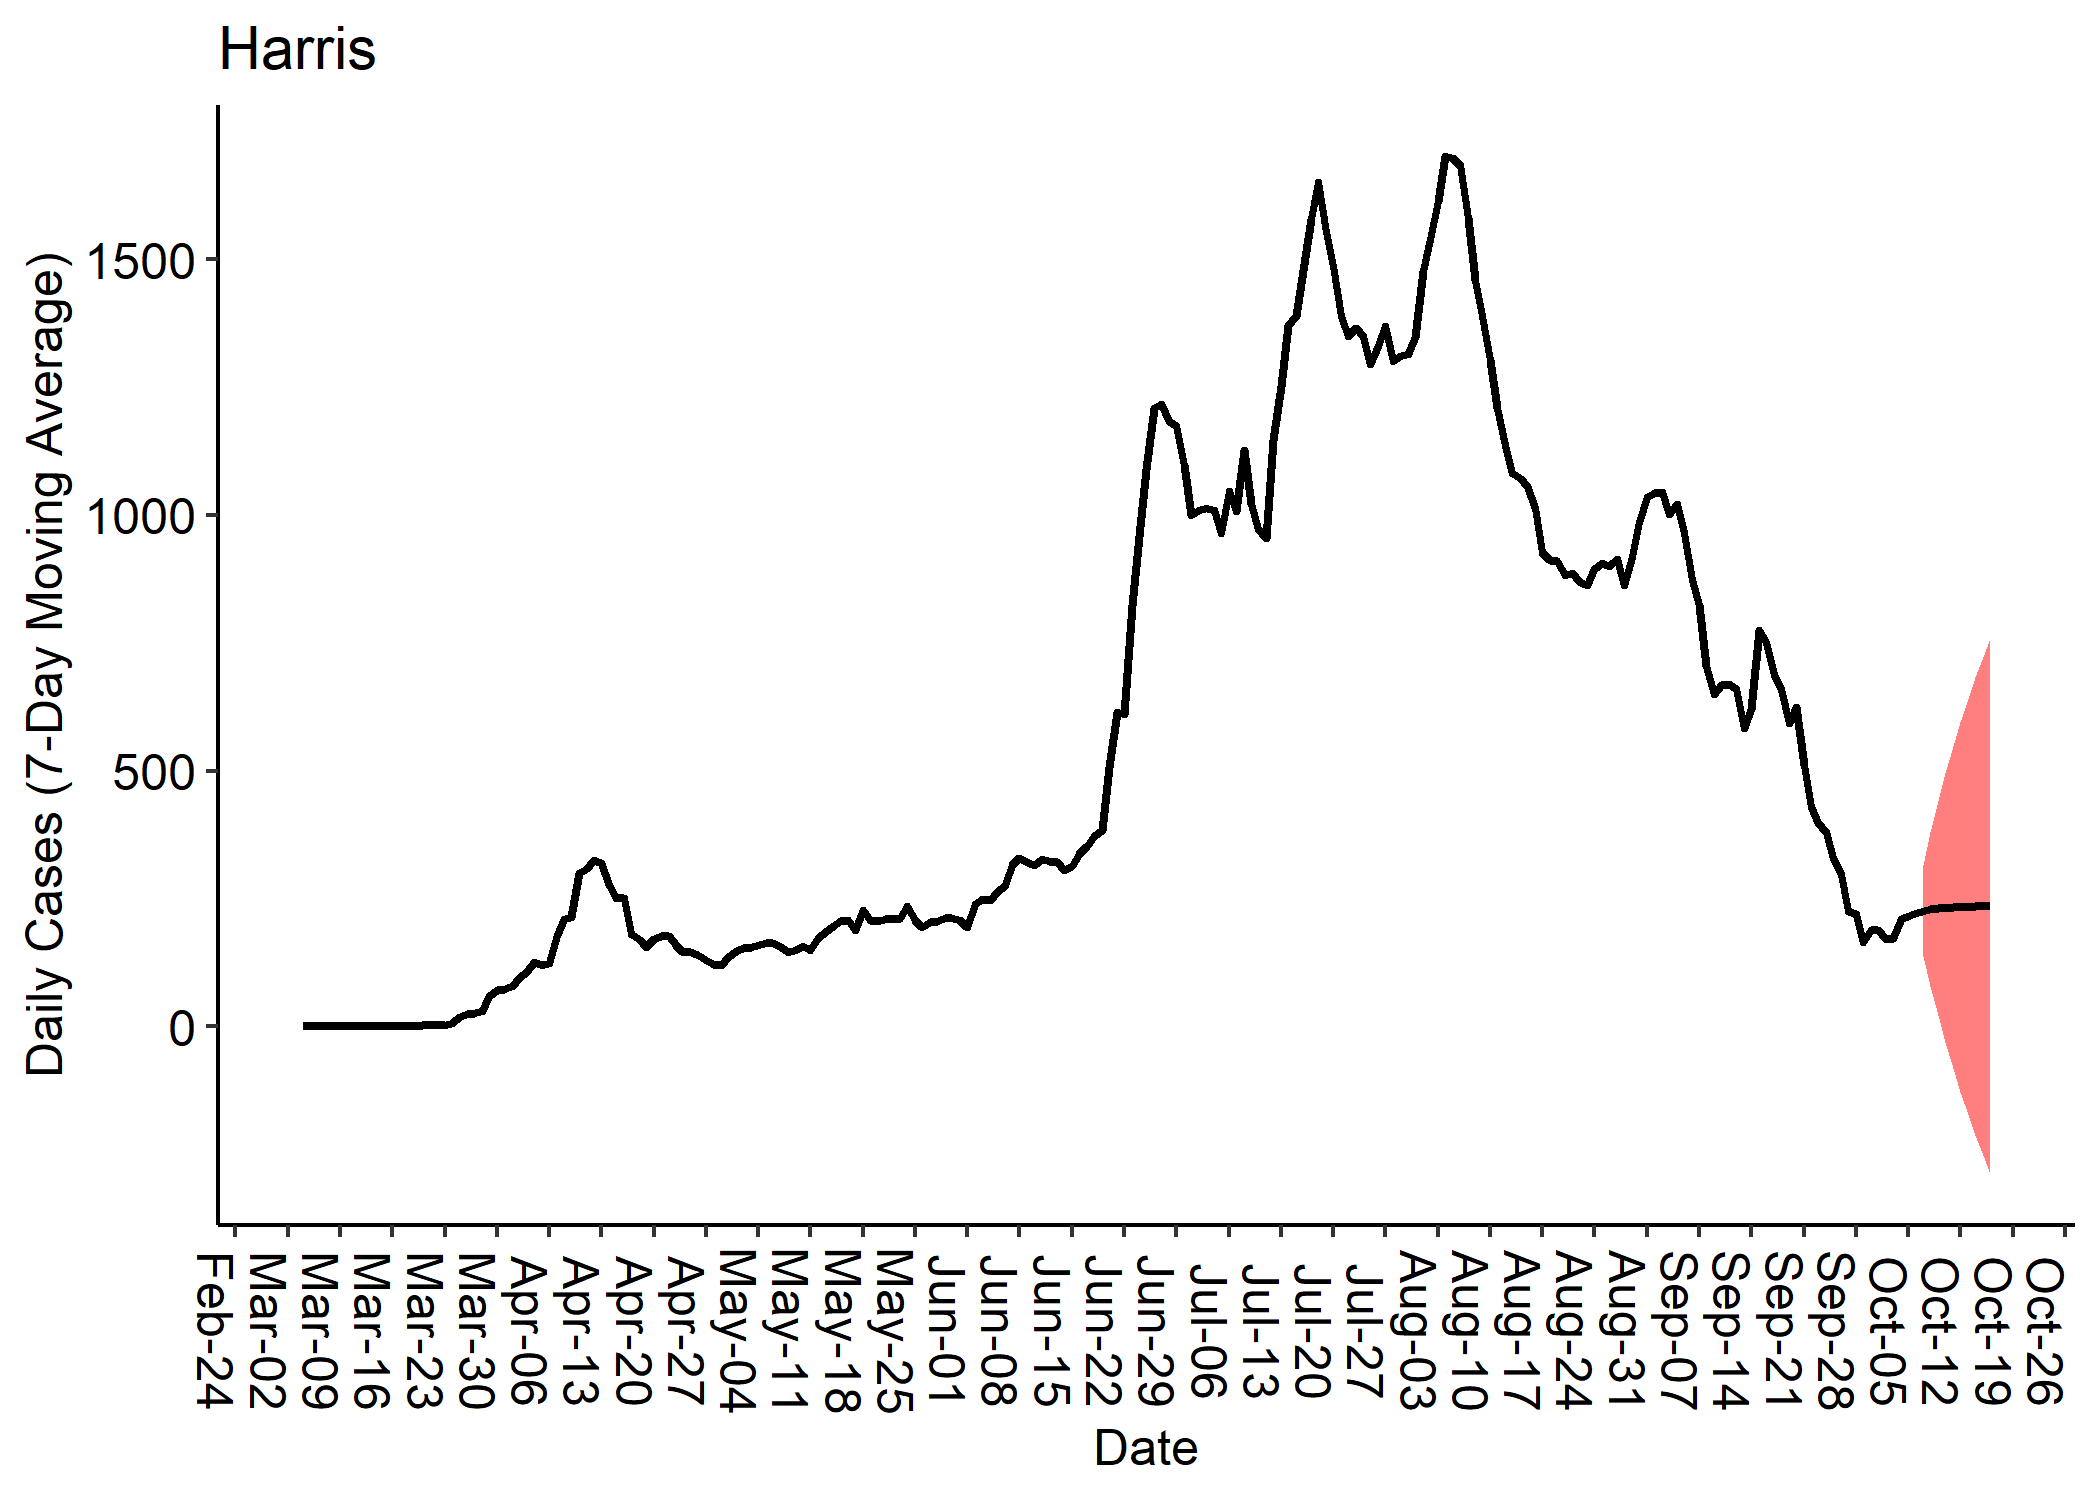 Harris
Daily Cases (7-Day Moving Average)
1500
1000
500
0
Feb-24
Mar-02
Mar-09
Mar-16
Mar-23
Mar-30
Apr-06
Apr-13
Apr-20
Apr-27
May-04
May-11
May-18
May-25
Jun-01
Jun-08
Jun-15
Jun-22
Jun-29
Jul-06
Jul-13
Jul-20
Jul-27
Aug-03
Aug-10
Aug-17
Aug-24
Aug-31
Sep-07
Sep-14
Sep-21
Sep-28
Oct-05
Oct-12
Oct-19
Oct-26
Date